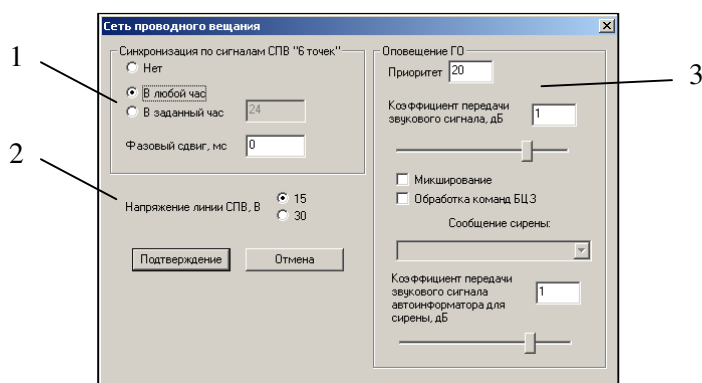 Сеть проводного вещания
1
Синхронизация по сигналам СПВ "6 точек"
Нет
В любой час
В заданный час
24
Фазовый сдвиг, мс
0
2
Напряжение линии СПВ, В
15
30
Подтверждение
Отмена
Оповещение ГО
Приоритет
20
3
Коэффициент передачи
звукового сигнала, дБ
1
Микширование
Обработка команд БЦЗ
Сообщение сирены:
Коэффициент передачи
звукового сигнала
автоинформатора для
сирены, дБ
1